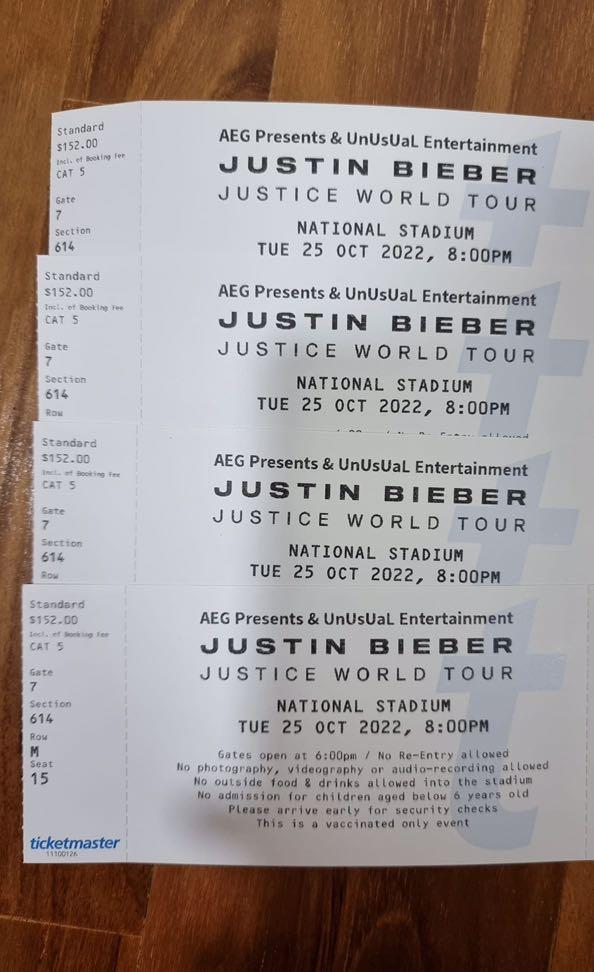 Standard
$152.00
Incl. of Booking Fee
CAT 5
Gate
7
Section
614
AEG Presents & UnUsUaL Entertainment
JUSTIN BIEBER
JUSTICE WORLD TOUR
NATIONAL STADIUM
TUE 25 OCT 2022, 8:00PM
Standard
$152.00
Incl. of Booking Fee
CAT 5
Gate
7
Section
614
Row
AEG Presents & UnUsUaL Entertainment
JUSTIN BIEBER
JUSTICE WORLD TOUR
NATIONAL STADIUM
TUE 25 OCT 2022, 8:00PM
Standard
$152.00
Incl. of Booking Fee
CAT 5
Gate
7
Section
614
Row
AEG Presents & UnUsUaL Entertainment
JUSTIN BIEBER
JUSTICE WORLD TOUR
NATIONAL STADIUM
TUE 25 OCT 2022, 8:00PM
Standard
$152.00
Incl. of Booking Fee
CAT 5
Gate
7
Section
614
Row
M
Seat
15
ticketmaster
11100126
AEG Presents & UnUsUaL Entertainment
JUSTIN BIEBER
JUSTICE WORLD TOUR
NATIONAL STADIUM
TUE 25 OCT 2022, 8:00PM
Gates open at 6:00pm / No Re-Entry allowed
No photography, videography or audio-recording allowed
No outside food & drinks allowed into the stadium
No admission for children aged below 6 years old
Please arrive early for security checks
This is a vaccinated only event